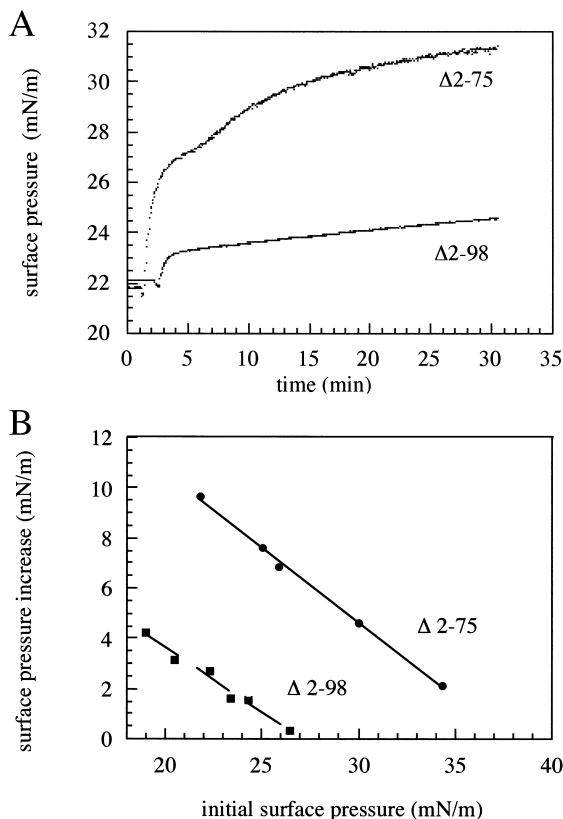 A
surface pressure (mN/m)
32
30
28
26
24
22
20
Δ2-75
Δ2-98
0 5 10 15 20 25 30 35
time (min)
B
surface pressure increase (mN/m)
12
10
8
6
4
2
0
Δ 2-75
Δ 2-98
20 25 30 35 40
initial surface pressure (mN/m)